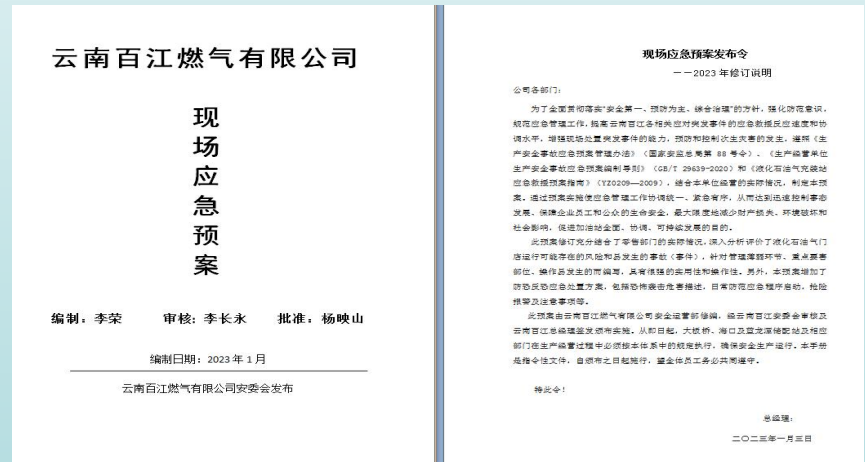 云南百江燃气有限公司
现
场
应
急
预
案
编制：李荣 审核: 李长永 批准：杨映山
编制日期：2023年1月
云南百江燃气有限公司安委会发布
现场应急预案发布令
——2023年修订说明
公司各部门：
为了全面贯彻落实“安全第一、预防为主、综合治理”的方针，强化防范意识，
规范应急管理工作，提高云南百江各相关应对突发事件的应急救援反应速度和协
调水平，增强现场处置突发事件的能力，预防和控制次生灾害的发生，遵照《生
产安全事故应急预案管理办法》（国家安监总局第 88 号令）、《生产经营单位
生产安全事故应急预案编制导则》（GB/T 29639-2020）和《液化石油气充装站
应急救援预案指南》（YZ0209—2009），结合本单位经营的实际情况，制定本预
案。通过预案实施使应急管理工作协调统一、紧急有序，从而达到迅速控制事态
发展、保障企业员工和公众的生命安全，最大限度地减少财产损失、环境破坏和
社会影响，促进加油站全面、协调、可持续发展的目的。
此预案修订充分结合了零售部门的实际情况，深入分析评价了液化石油气门
店运行可能存在的风险和易发生的事故（事件），针对管理薄弱环节、重点要害
部位、操作易发生的而编写，具有很强的实用性和操作性。另外，本预案增加了
防恐反恐应急处置方案，包括恐怖袭击危害描述，日常防范应急程序启动、抢险
报警及注意事项等。
此预案由云南百江燃气有限公司安全运营部修编，经云南百江安委会审核及
云南百江总经理签发颁布实施。从即日起，大板桥、海口及草龙源储配站及相应
部门在生产经营过程中必须按本体系中的规定执行，确保安全生产运行。本手册
是指令性文件，自颁布之日起施行，望全体员工务必共同遵守。
特此令！
总经理：
二〇二三年一月三日